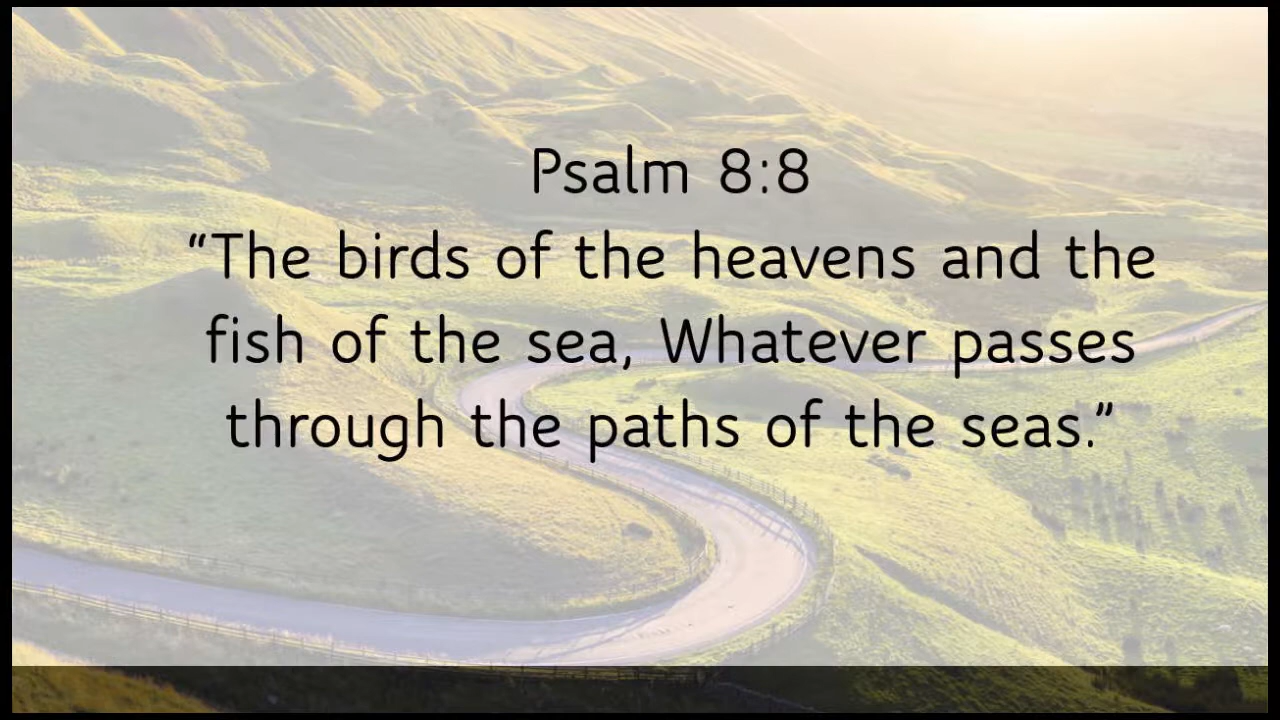 Psalm 8:8
“The birds of the heavens and the
fish of the sea, Whatever passes
through the paths of the seas.”